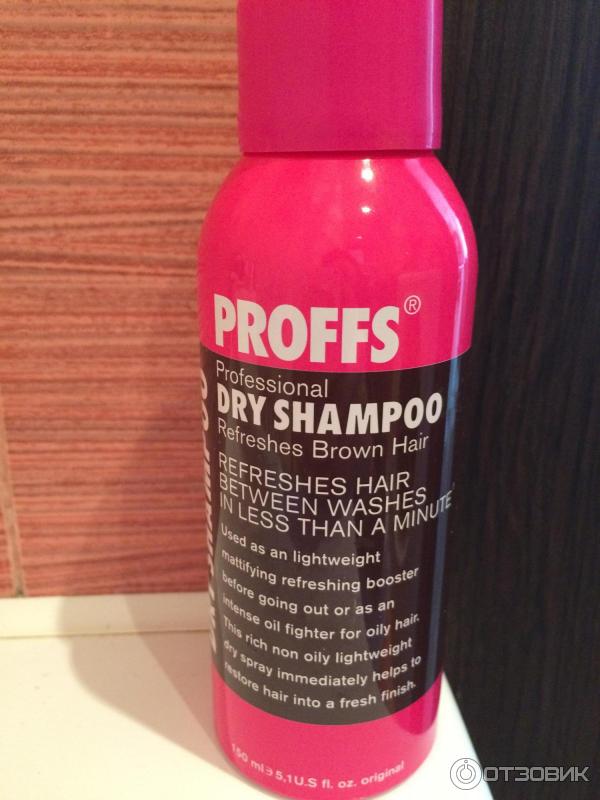 PROFFS®
Professional
DRY SHAMPOO
Refreshes Brown Hair
REFRESHES HAIR
BETWEEN WASHES
IN LESS THAN A MINUTE
Used as an lightweight
mattifying refreshing booster
before going out or as an
intense oil fighter for oily hair.
This rich non oily lightweight
dry spray immediately helps to
restore hair into a fresh finish.
150 ml ℮ 5,1 U.S fl. oz. original
ОТЗОВИК